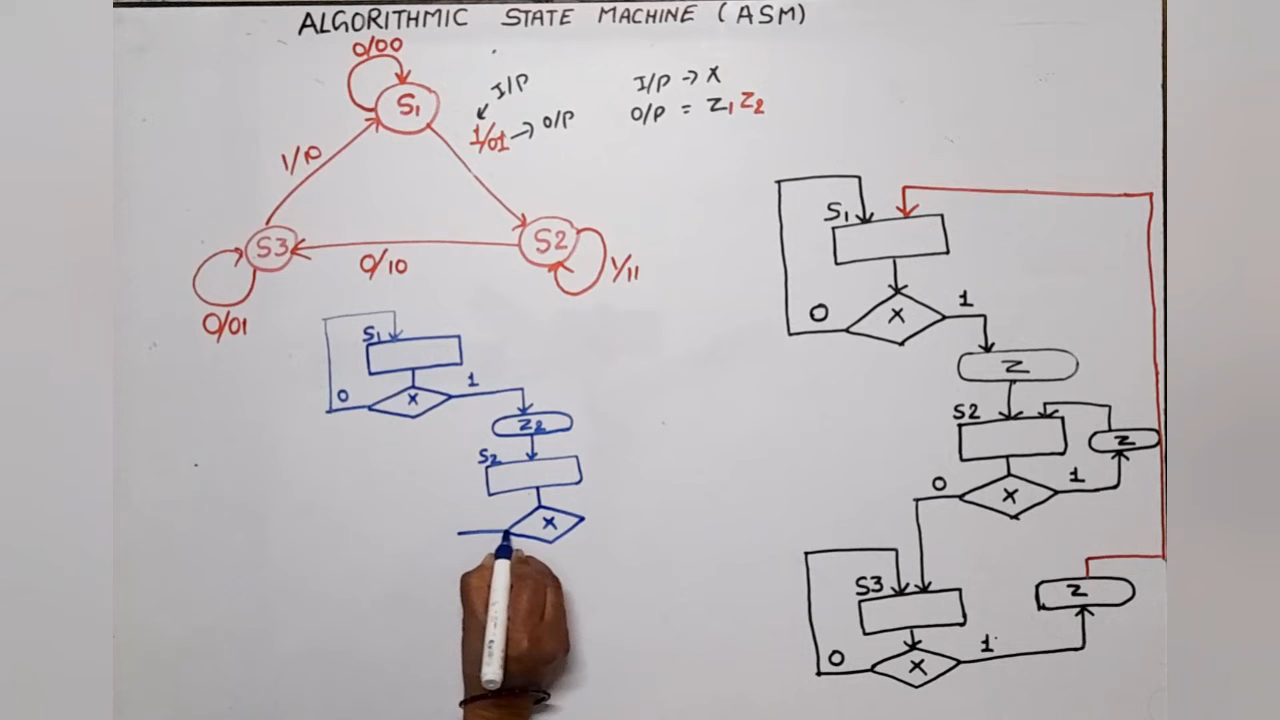 ALGORITHMIC STATE MACHINE (ASM)
0/00
S1
I/P
1/01 → O/P
I/P → X
O/P = Z1 Z2
1/10
S3
S2
0/10
1/11
0/01
S1
X
0
1
Z2
S2
X
S1
X
0
1
Z
S2
Z
X
0
1
S3
Z
X
0
1